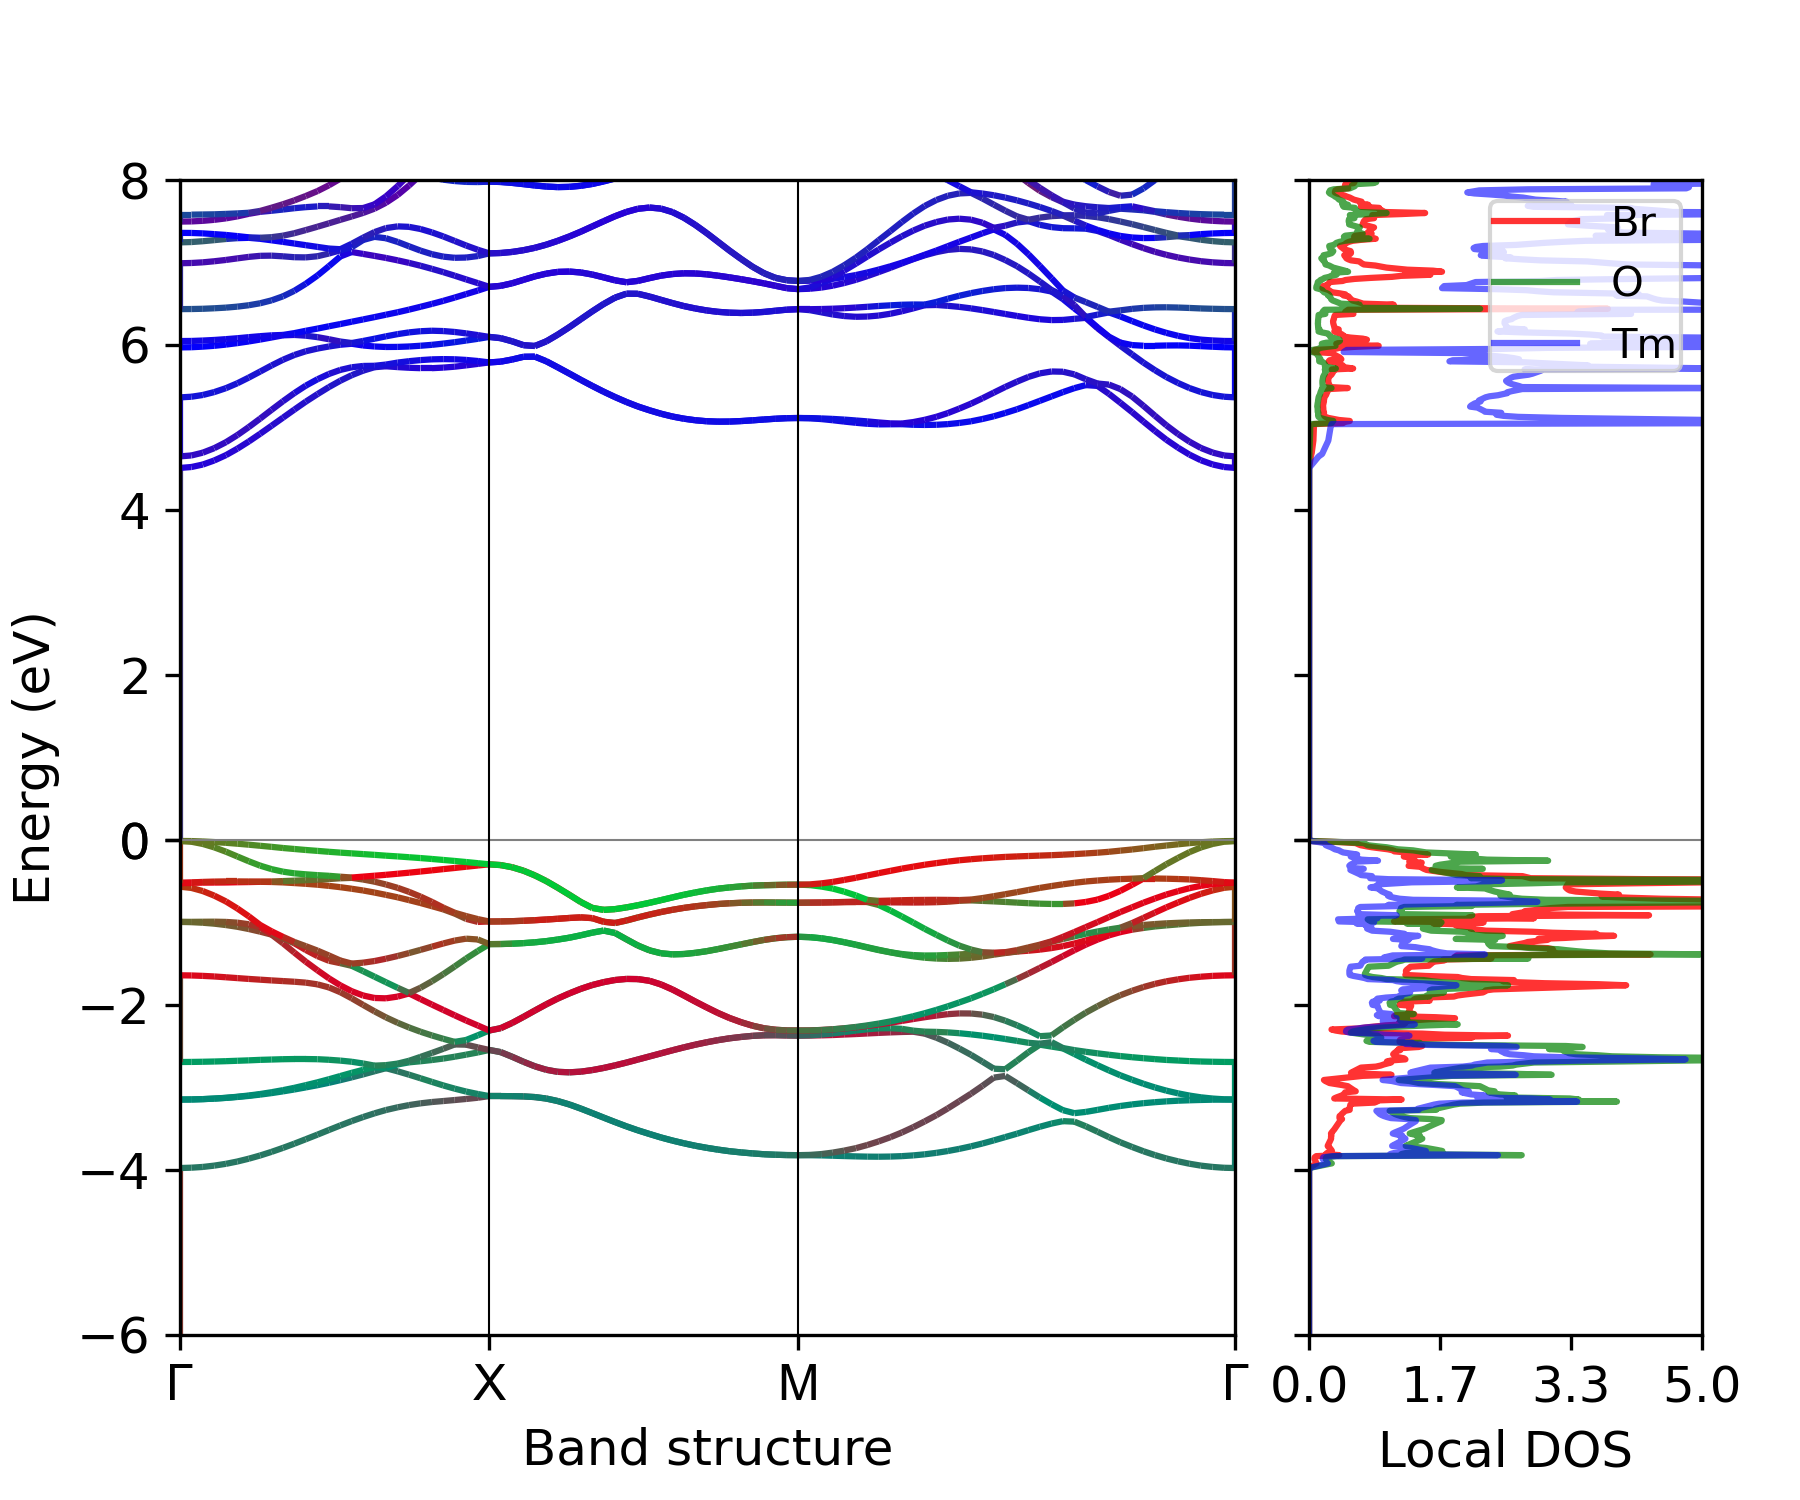 8
6
4
2
0
−2
−4
−6
Energy (eV)
Γ
X
M
Γ
Band structure
Br
O
Tm
0.0
1.7
3.3
5.0
Local DOS